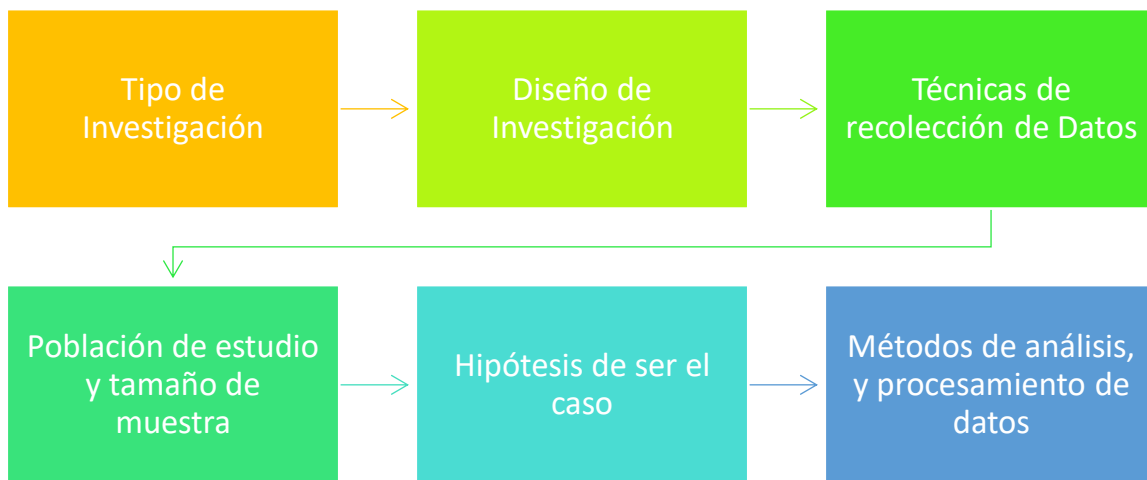 Tipo de
Investigación
Diseño de
Investigación
Técnicas de
recolección de Datos
Población de estudio
y tamaño de
muestra
Hipótesis de ser el
caso
Métodos de análisis,
y procesamiento de
datos